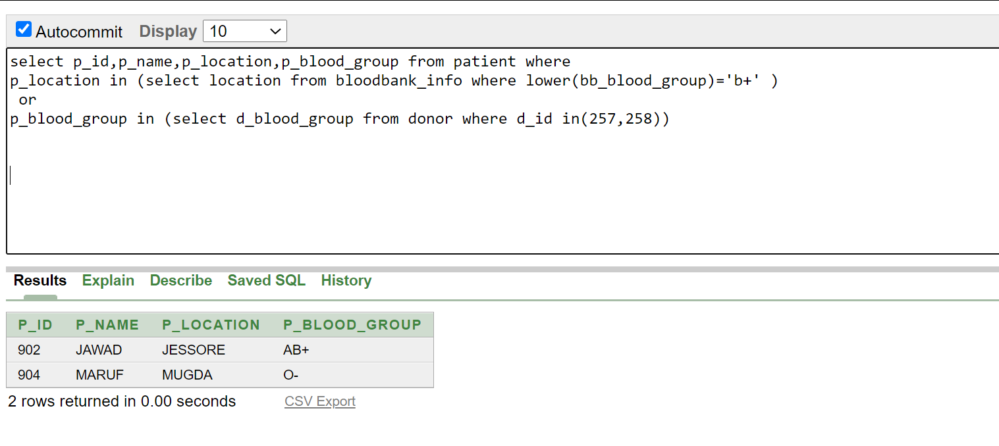 Autocommit Display 10
select p_id,p_name,p_location,p_blood_group from patient where
p_location in (select location from bloodbank_info where lower(bb_blood_group)='b+' )
or
p_blood_group in (select d_blood_group from donor where d_id in(257,258))
Results Explain Describe Saved SQL History
P_ID P_NAME P_LOCATION P_BLOOD_GROUP
902 JAWAD JESSORE AB+
904 MARUF MUGDA O-
2 rows returned in 0.00 seconds CSV Export